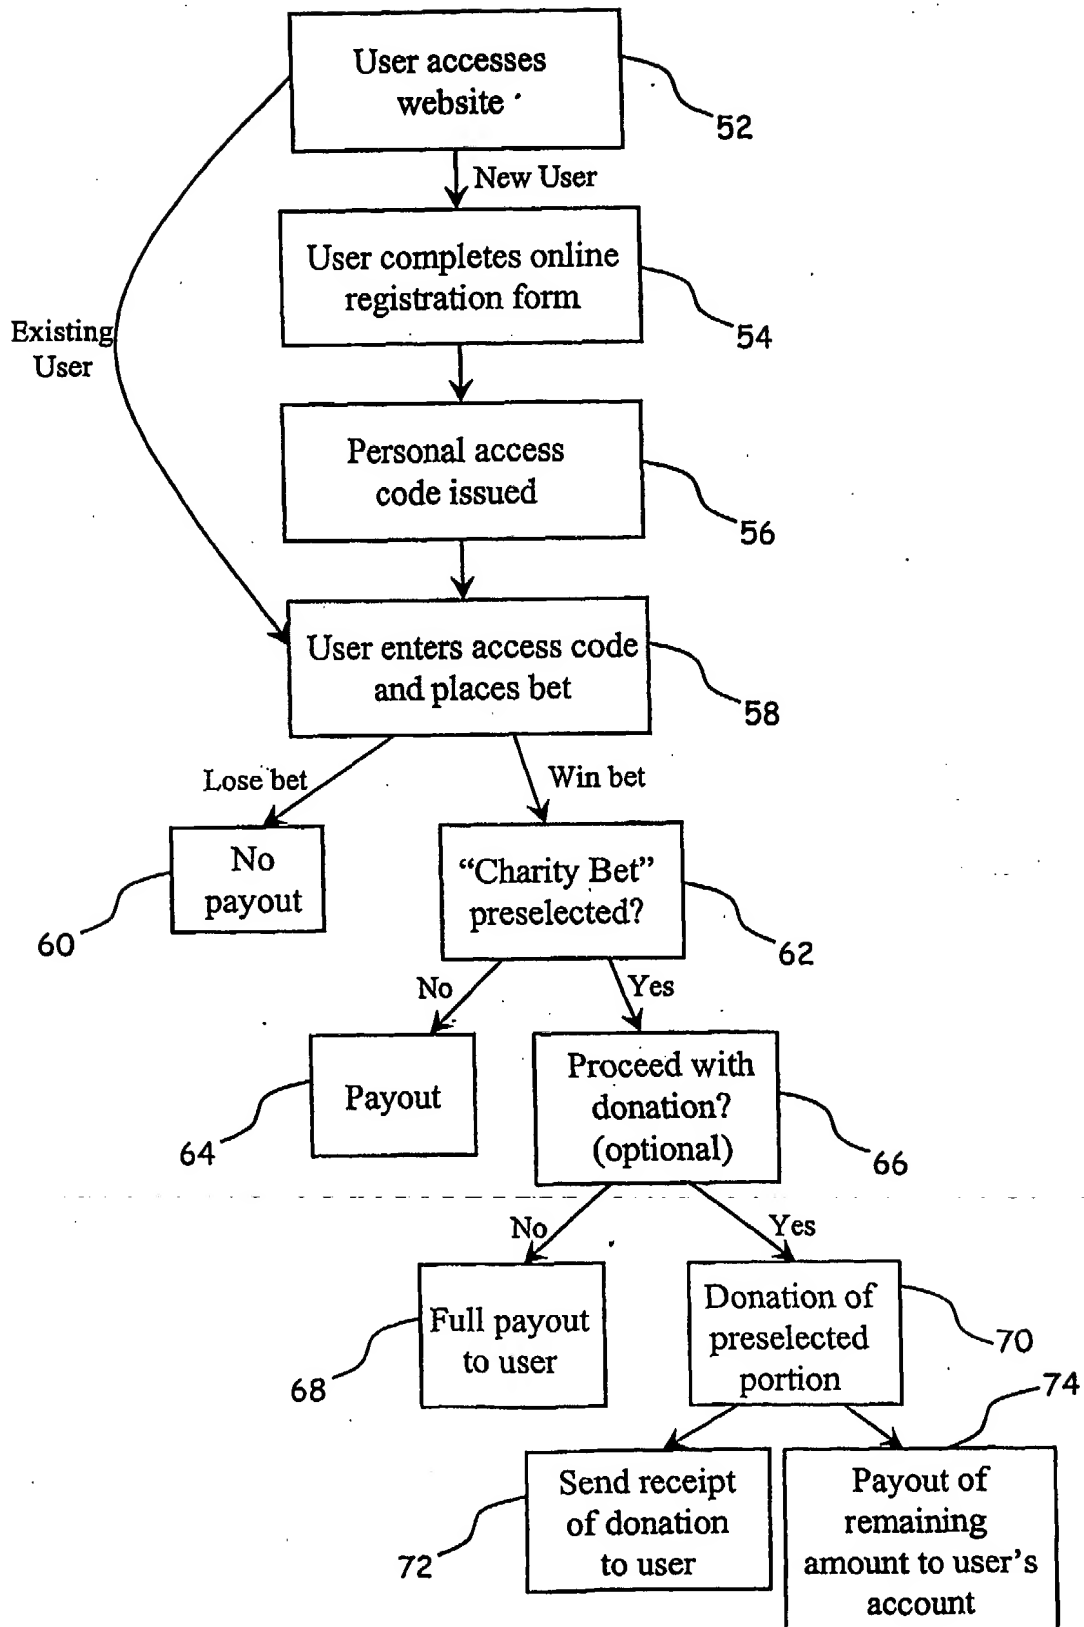 User accesses
website
52
New User
User completes online
registration form
54
Existing
User
Personal access
code issued
56
User enters access code
and places bet
58
Lose bet
Win bet
No
payout
60
“Charity Bet”
preselected?
62
No
Yes
Payout
64
Proceed with
donation?
(optional)
66
No
Yes
Full payout
to user
68
Donation of
preselected
portion
70
74
Send receipt
of donation
to user
72
Payout of
remaining
amount to user’s
account